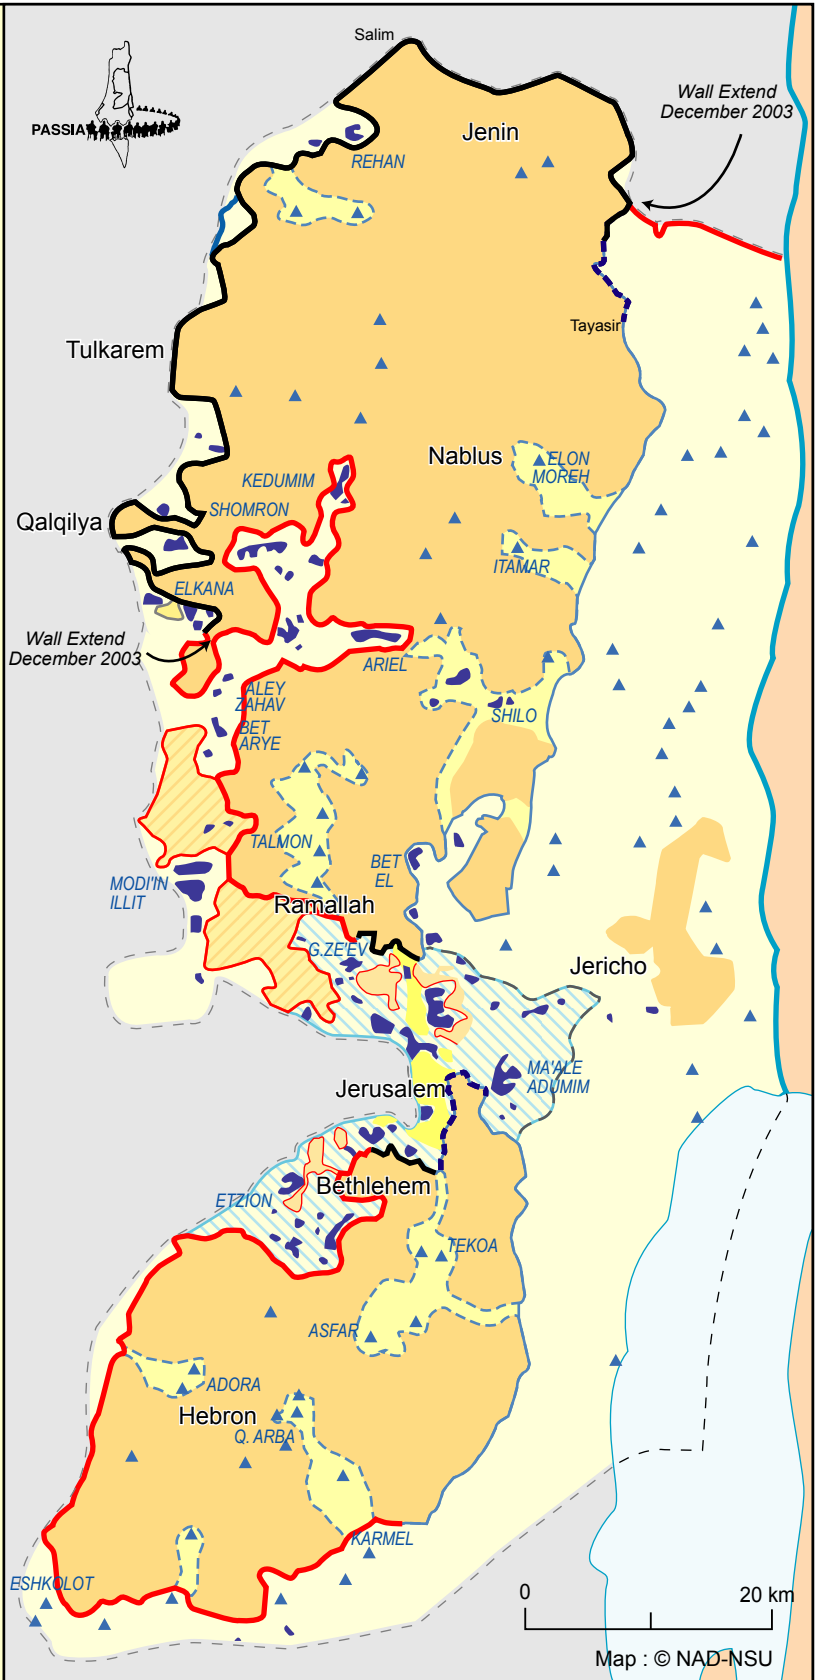 Salim
Wall Extend
December 2003
PASSIA
Jenin
REHAN
Tayasir
Tulkarem
Nablus
ELON
MOREH
KEDUMIM
SHOMRON
Qalqilya
ITAMAR
ELKANA
Wall Extend
December 2003
ARIEL
ALEY
ZAHAV
SHILO
BET
ARYE
TALMON
BET
EL
MODI'IN
ILLIT
Ramallah
G.ZE'EV
Jericho
MA'ALE
ADUMIM
Jerusalem
Bethlehem
ETZION
TEKOA
ASFAR
ADORA
Hebron
Q. ARBA
KARMEL
ESHKOLOT
0 20 km
Map : © NAD-NSU